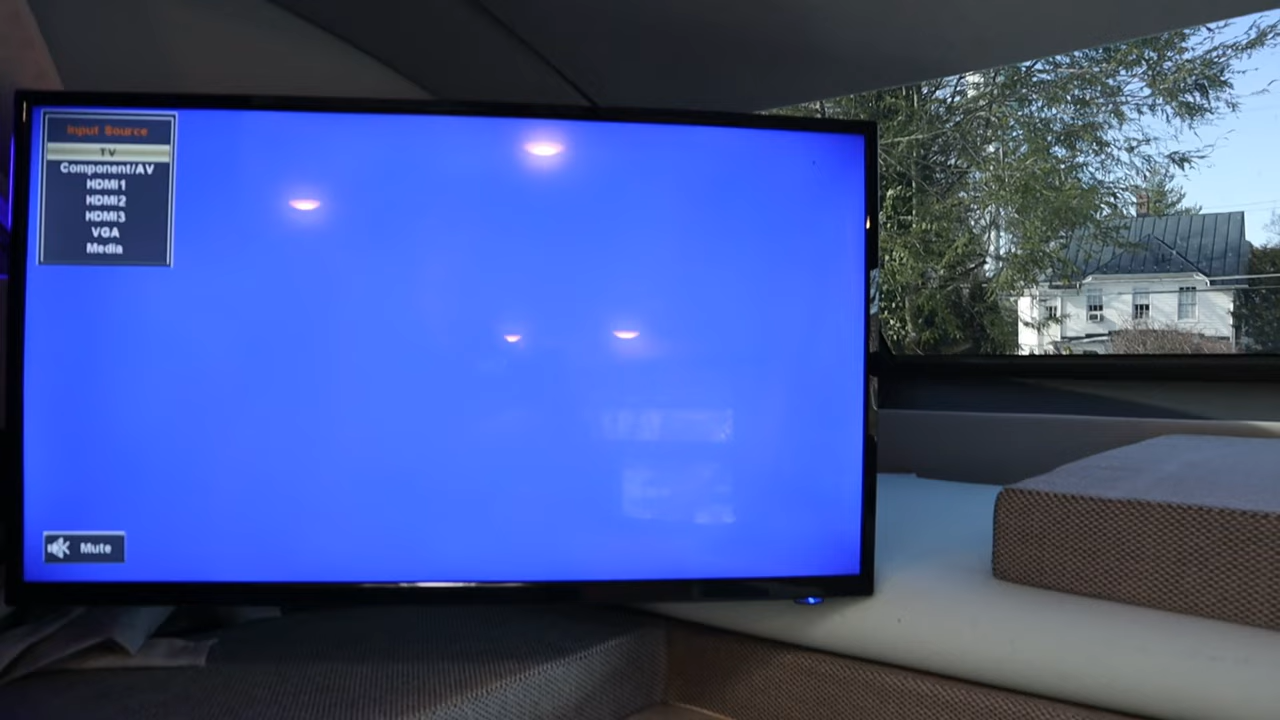 Input Source
TV
Component/AV
HDMI1
HDMI2
HDMI3
VGA
Media
Mute